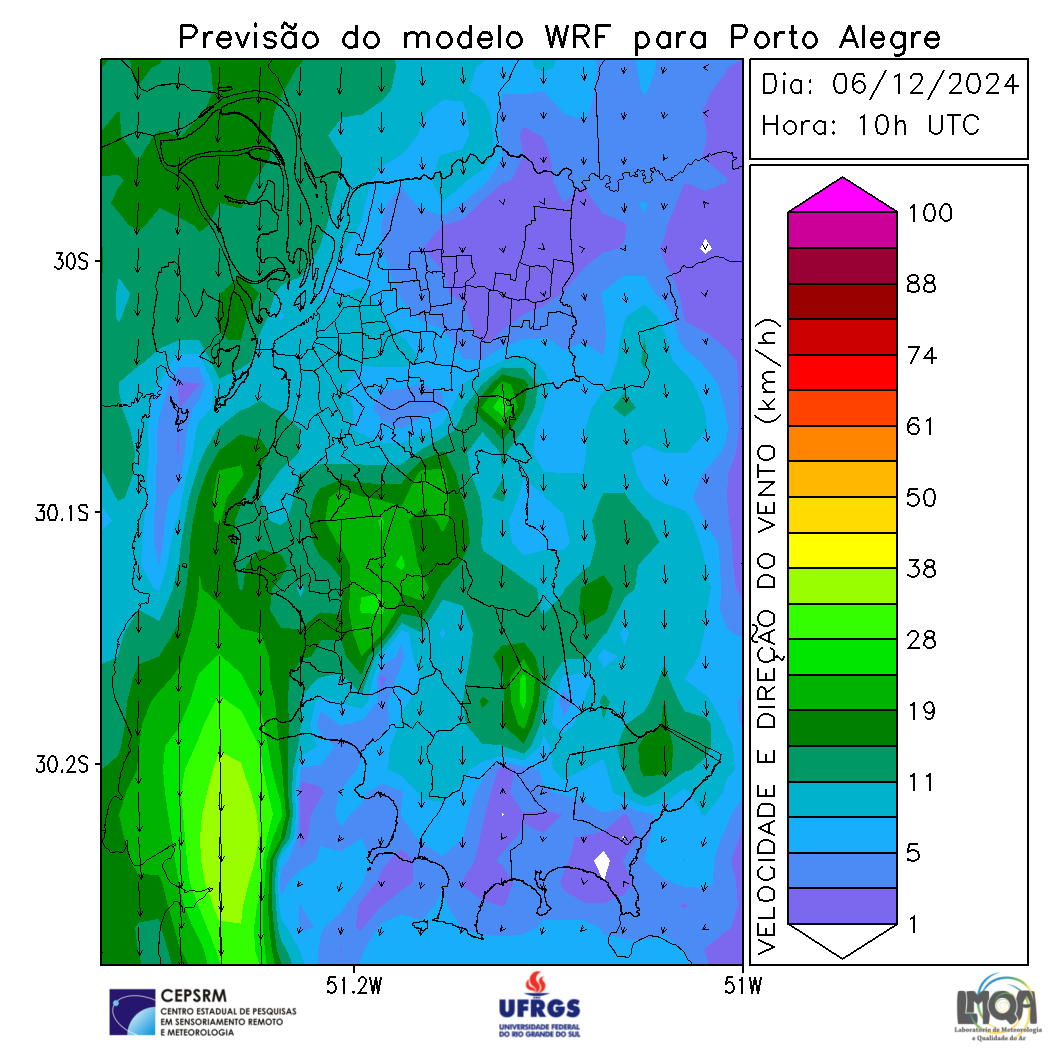 Previsão do modelo WRF para Porto Alegre
Dia: 06/12/2024
Hora: 10h UTC
30S
30.1S
30.2S
51.2W
51W
VELOCIDADE E DIREÇÃO DO VENTO (km/h)
100
88
74
61
50
38
28
19
11
5
1
CEPSRM
CENTRO ESTADUAL DE PESQUISAS
EM SENSORIAMENTO REMOTO
E METEOROLOGIA
UFRGS
UNIVERSIDADE FEDERAL
DO RIO GRANDE DO SUL
LMQA
Laboratório de Meteorologia
e Qualidade do Ar